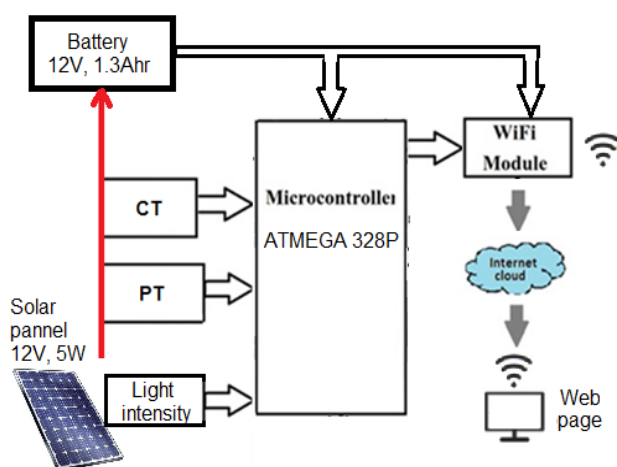 Battery
12V, 1.3Ahr
WiFi
Module
Microcontroller
ATMEGA 328P
CT
PT
Internet
cloud
Solar
pannel
12V, 5W
Light
intensity
Web
page